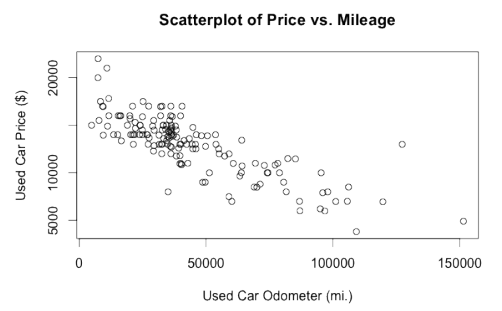 Scatterplot of Price vs. Mileage
Used Car Price ($)
20000
10000
5000
0
50000
100000
150000
Used Car Odometer (mi.)